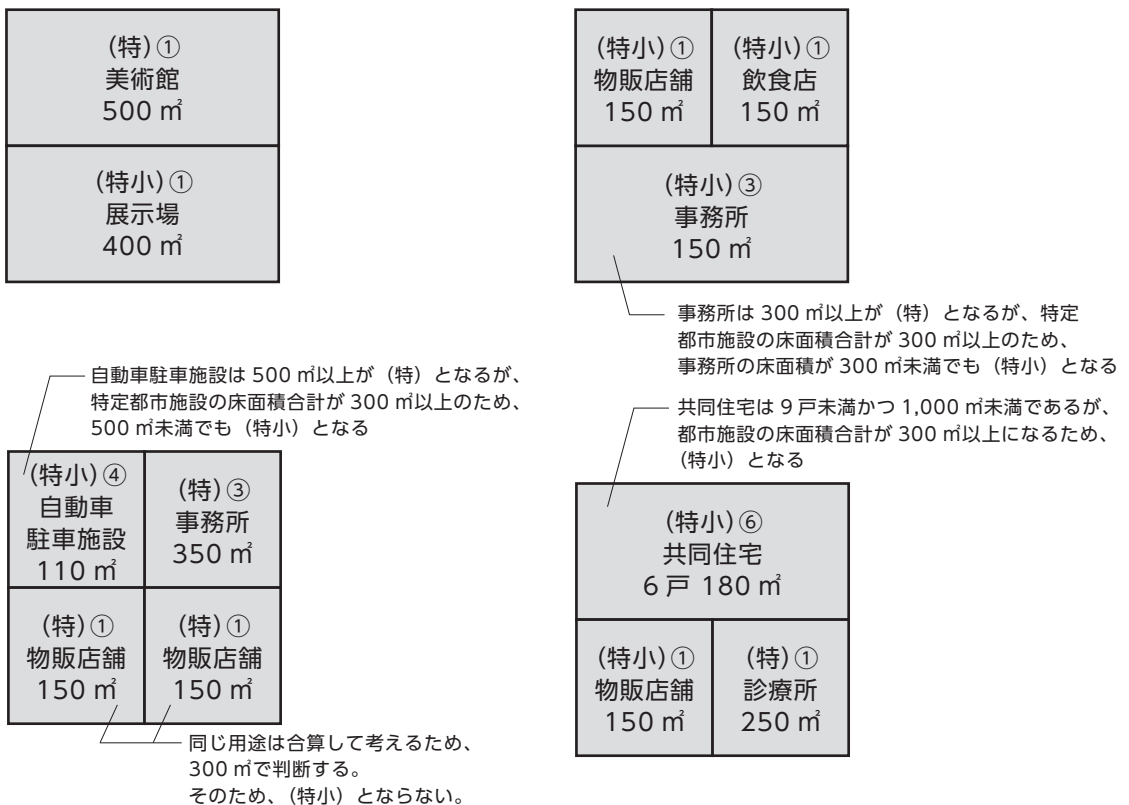 (特)①
美術館
500 ㎡
(特小)①
展示場
400 ㎡
(特小)①
物販店舗
150 ㎡
(特小)①
飲食店
150 ㎡
(特小)③
事務所
150 ㎡
事務所は 300 ㎡以上が（特）となるが、特定
都市施設の床面積合計が 300 ㎡以上のため、
事務所の床面積が 300 ㎡未満でも（特小）となる
自動車駐車施設は 500 ㎡以上が（特）となるが、
特定都市施設の床面積合計が 300 ㎡以上のため、
500 ㎡未満でも（特小）となる
(特小)④
自動車
駐車施設
110 ㎡
(特)③
事務所
350 ㎡
(特)①
物販店舗
150 ㎡
(特)①
物販店舗
150 ㎡
同じ用途は合算して考えるため、
300 ㎡で判断する。
そのため、（特小）とならない。
共同住宅は 9 戸未満かつ 1,000 ㎡未満であるが、
都市施設の床面積合計が 300 ㎡以上になるため、
（特小）となる
(特小)⑥
共同住宅
6 戸 180 ㎡
(特小)①
物販店舗
150 ㎡
(特)①
診療所
250 ㎡